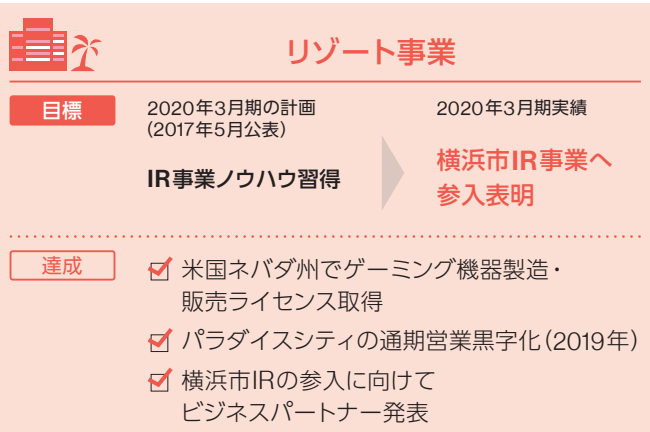 リゾート事業
目標
2020年3月期の計画
(2017年5月公表)
IR事業ノウハウ習得
2020年3月期実績
横浜市IR事業へ
参入表明
達成
米国ネバダ州でゲーミング機器製造・
販売ライセンス取得
パラダイスシティの通期営業黒字化(2019年)
横浜市IRの参入に向けて
ビジネスパートナー発表